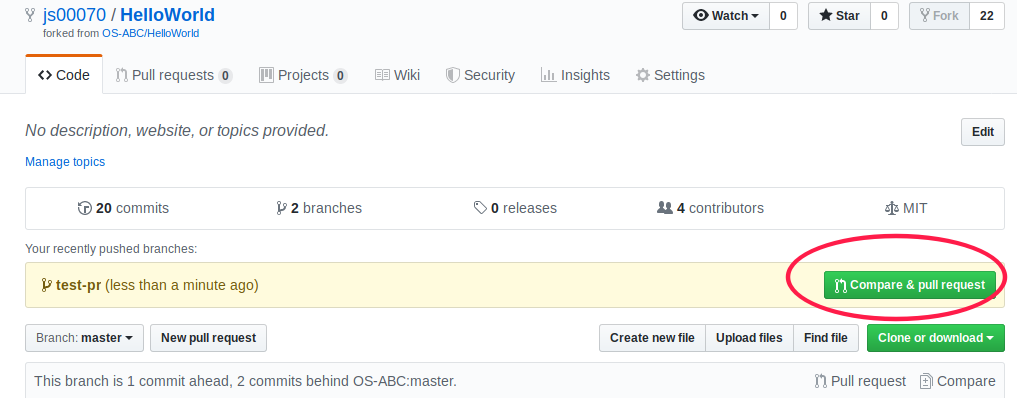 js00070 / HelloWorld
Watch 0 Star 0 Fork 22
forked from OS-ABC/HelloWorld
Code Pull requests 0 Projects 0 Wiki Security Insights Settings
No description, website, or topics provided.
Edit
Manage topics
20 commits 2 branches 0 releases 4 contributors MIT
Your recently pushed branches:
test-pr (less than a minute ago)
Compare & pull request
Branch: master New pull request Create new file Upload files Find file Clone or download
This branch is 1 commit ahead, 2 commits behind OS-ABC:master. Pull request Compare